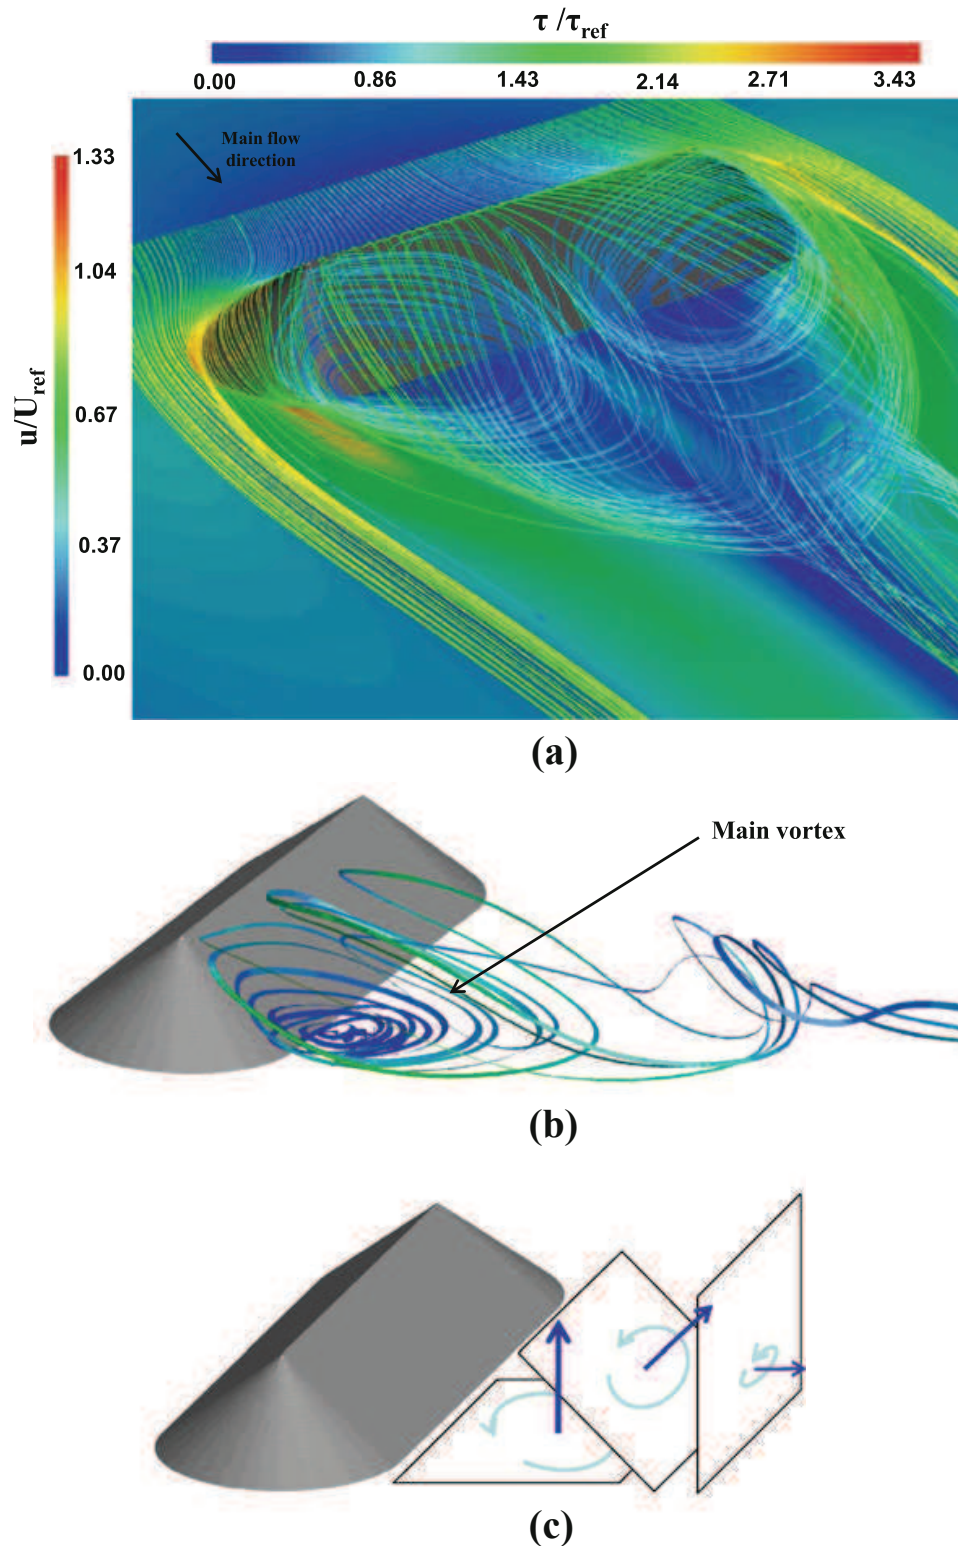 τ /τref
0.00 0.86 1.43 2.14 2.71 3.43
Main flow
direction
u/Uref
1.33
1.04
0.67
0.37
0.00
(a)
Main vortex
(b)
(c)